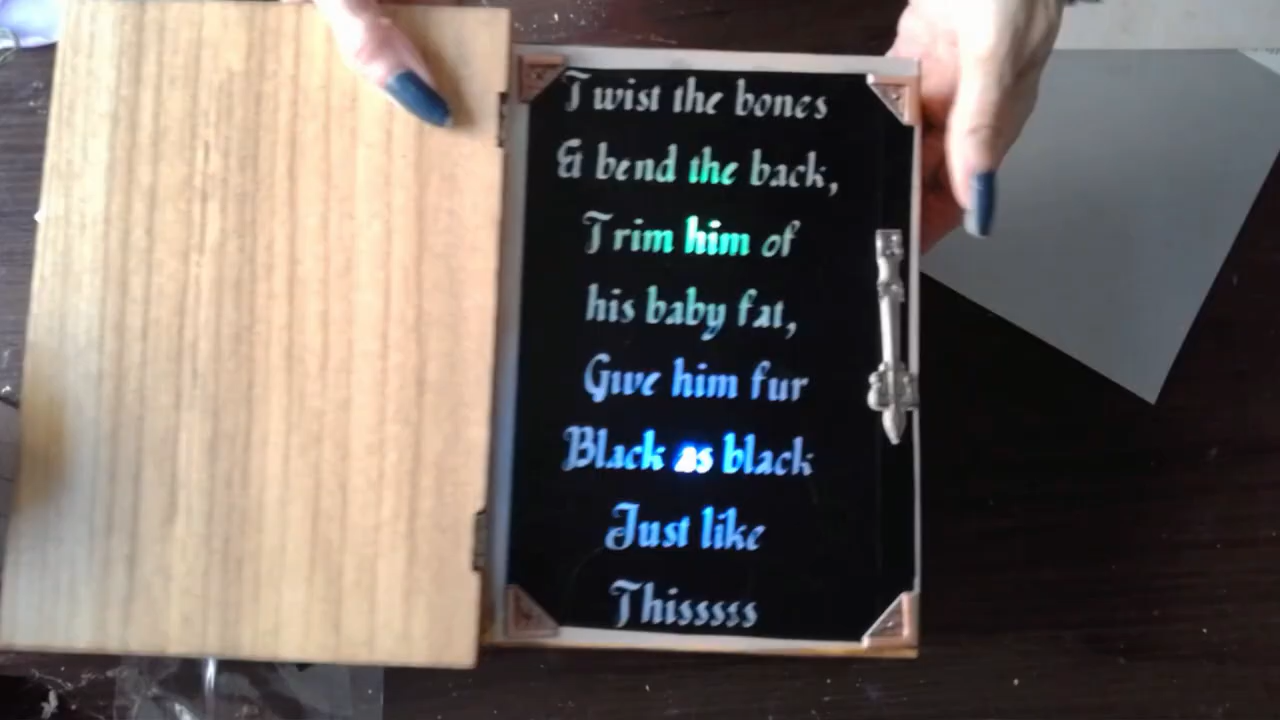 Twist the bones
& bend the back,
Trim him of
his baby fat,
Give him fur
Black as black
Just like
Thisssss